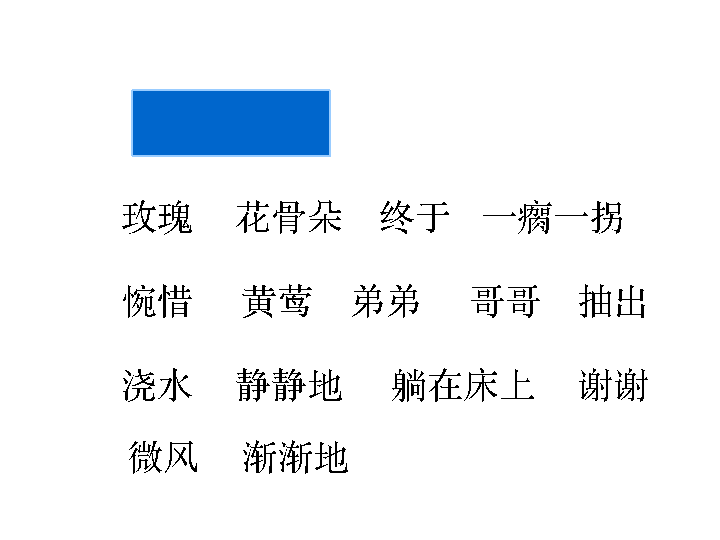 玫瑰 花骨朵 终于 一瘸一拐
惋惜 黄莺 弟弟 哥哥 抽出
浇水 静静地 躺在床上 谢谢
微风 渐渐地